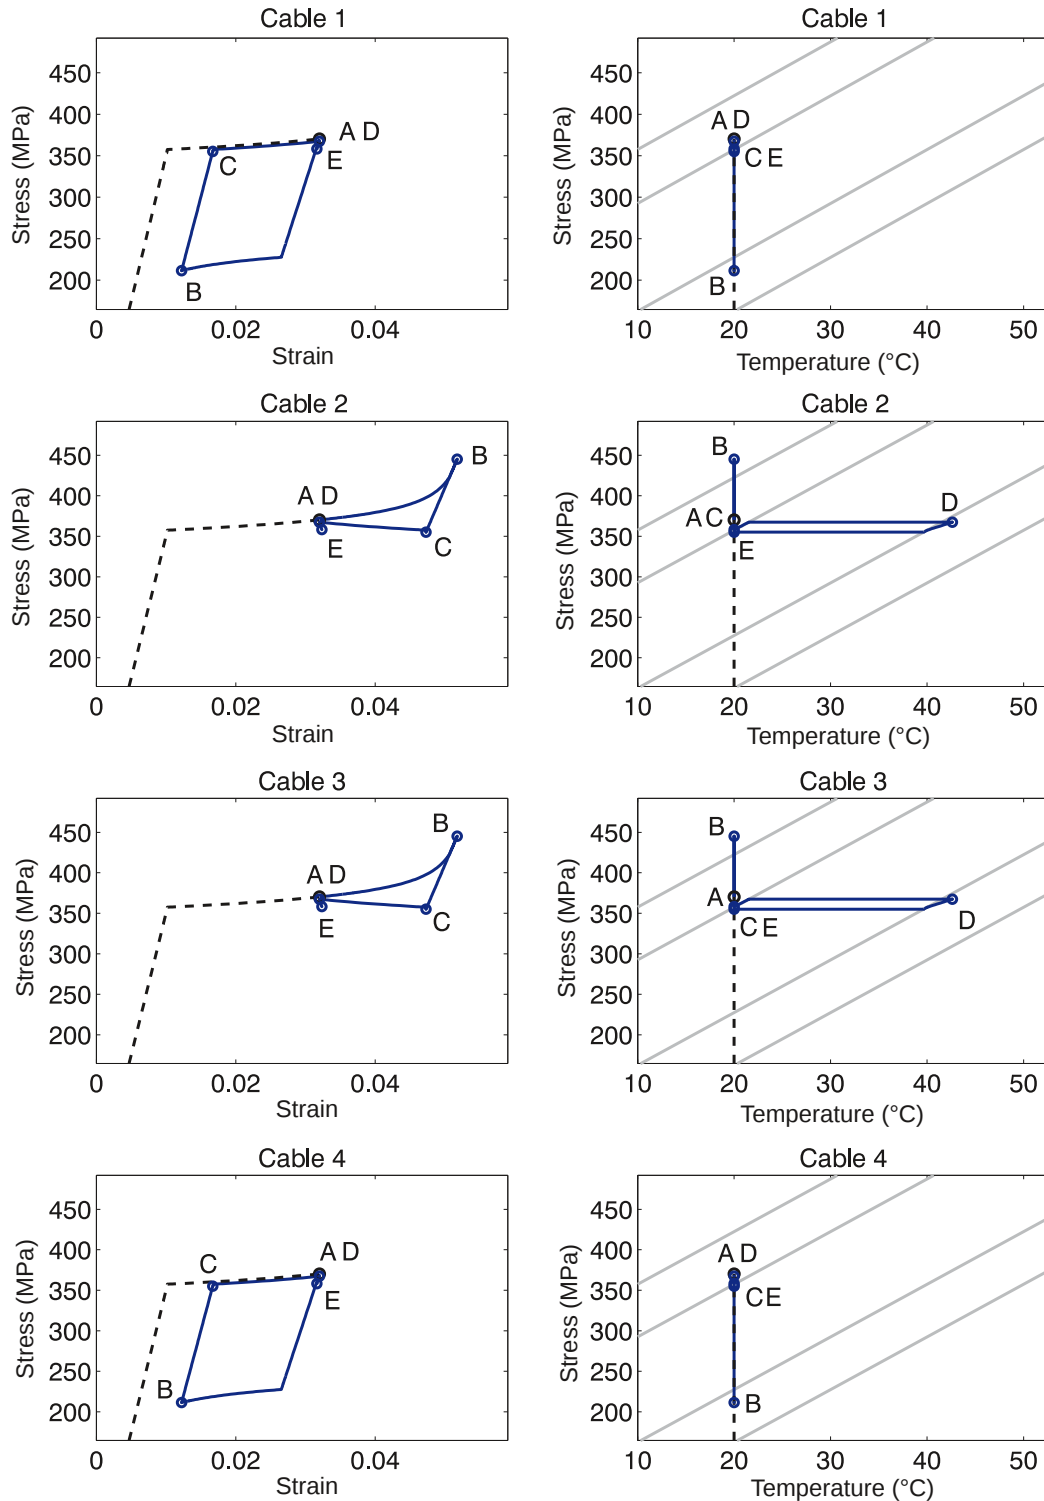 Cable 1
Cable 1
450
400
350
300
250
200
Stress (MPa)
A D
C
E
B
0
0.02
0.04
Strain
450
400
350
300
250
200
Stress (MPa)
A D
C E
B
10
20
30
40
50
Temperature (°C)
Cable 2
Cable 2
450
400
350
300
250
200
Stress (MPa)
B
A D
E
C
0
0.02
0.04
Strain
450
400
350
300
250
200
Stress (MPa)
B
A C
D
E
10
20
30
40
50
Temperature (°C)
Cable 3
Cable 3
450
400
350
300
250
200
Stress (MPa)
B
A D
E
C
0
0.02
0.04
Strain
450
400
350
300
250
200
Stress (MPa)
B
A
C E
D
10
20
30
40
50
Temperature (°C)
Cable 4
Cable 4
450
400
350
300
250
200
Stress (MPa)
C
A D
E
B
0
0.02
0.04
Strain
450
400
350
300
250
200
Stress (MPa)
A D
C E
B
10
20
30
40
50
Temperature (°C)